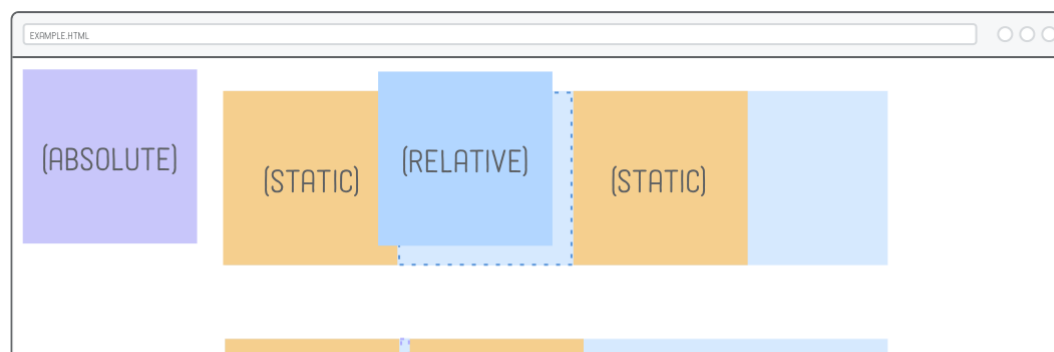 EXAMPLE.HTML
(ABSOLUTE)
(STATIC)
(RELATIVE)
(STATIC)